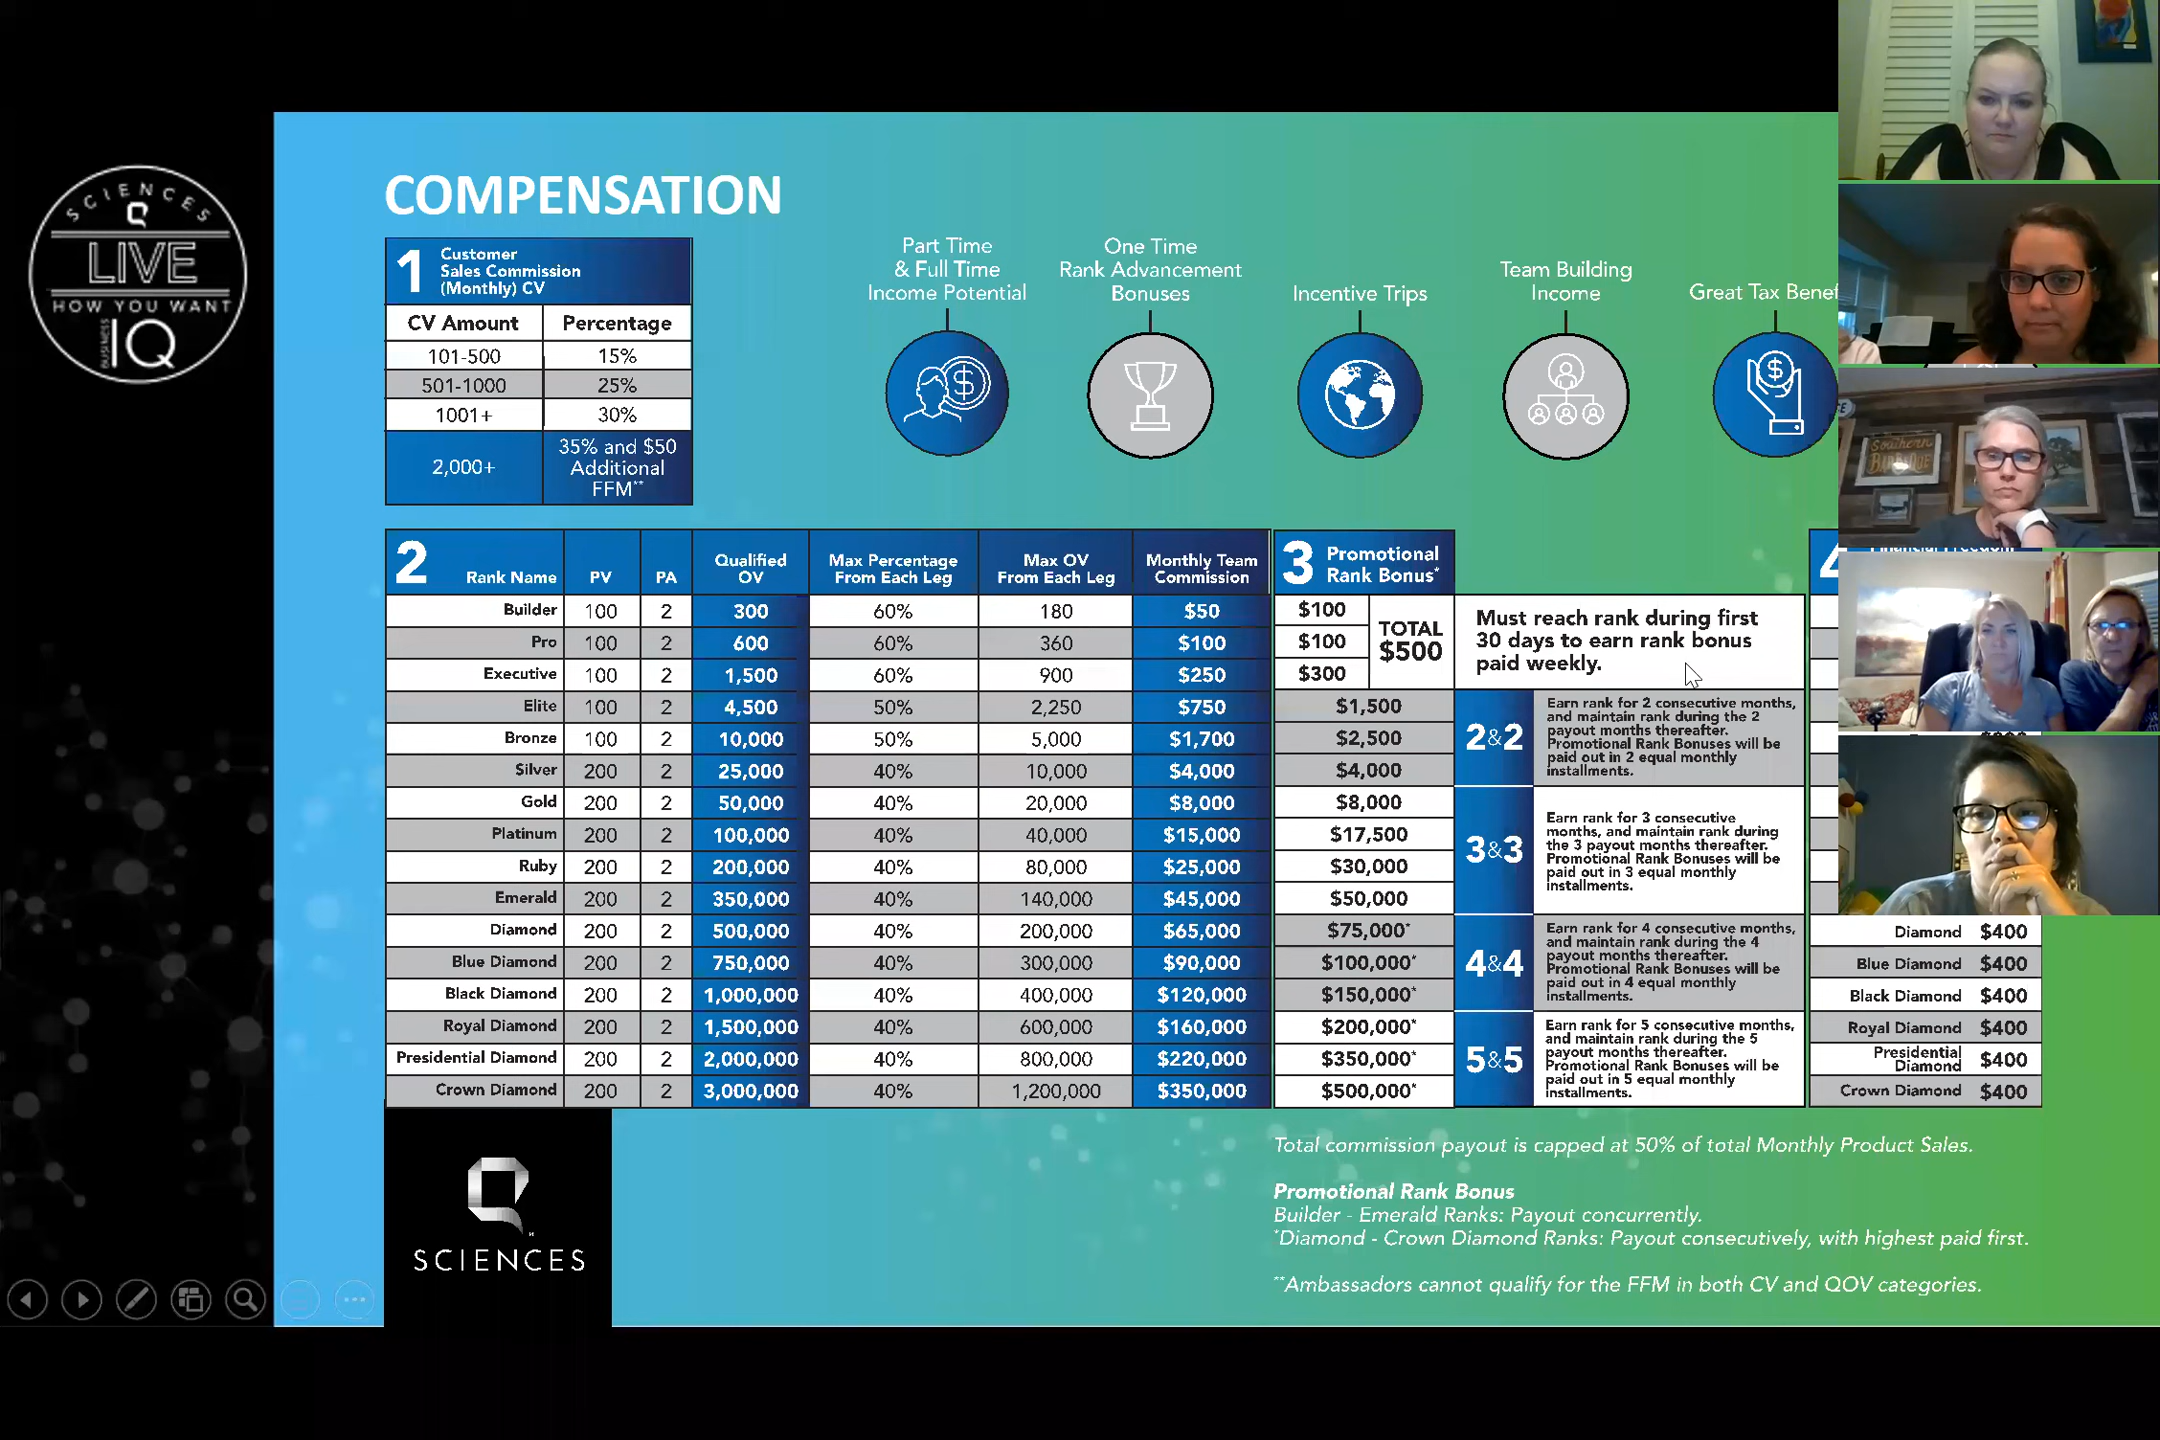 SCIENCES
Q
LIVE
HOW YOU WANT
BUSINESS
IQ
COMPENSATION
1 Customer
Sales Commission
(Monthly) CV
CV Amount Percentage
101-500 15%
501-1000 25%
1001+ 30%
2,000+ 35% and $50
Additional
FFM**
Part Time
& Full Time
Income Potential
One Time
Rank Advancement
Bonuses
Incentive Trips
Team Building
Income
Great Tax Benef
2 Rank Name PV PA Qualified OV Max Percentage From Each Leg Max OV From Each Leg Monthly Team Commission
Builder 100 2 300 60% 180 $50
Pro 100 2 600 60% 360 $100
Executive 100 2 1,500 60% 900 $250
Elite 100 2 4,500 50% 2,250 $750
Bronze 100 2 10,000 50% 5,000 $1,700
Silver 200 2 25,000 40% 10,000 $4,000
Gold 200 2 50,000 40% 20,000 $8,000
Platinum 200 2 100,000 40% 40,000 $15,000
Ruby 200 2 200,000 40% 80,000 $25,000
Emerald 200 2 350,000 40% 140,000 $45,000
Diamond 200 2 500,000 40% 200,000 $65,000
Blue Diamond 200 2 750,000 40% 300,000 $90,000
Black Diamond 200 2 1,000,000 40% 400,000 $120,000
Royal Diamond 200 2 1,500,000 40% 600,000 $160,000
Presidential Diamond 200 2 2,000,000 40% 800,000 $220,000
Crown Diamond 200 2 3,000,000 40% 1,200,000 $350,000
3 Promotional
Rank Bonus*
$100
$100
$300
TOTAL
$500
Must reach rank during first
30 days to earn rank bonus
paid weekly.
$1,500
$2,500
$4,000
2&2
Earn rank for 2 consecutive months,
and maintain rank during the 2
payout months thereafter.
Promotional Rank Bonuses will be
paid out in 2 equal monthly
installments.
$8,000
$17,500
$30,000
$50,000
3&3
Earn rank for 3 consecutive
months, and maintain rank during
the 3 payout months thereafter.
Promotional Rank Bonuses will be
paid out in 3 equal monthly
installments.
$75,000*
$100,000*
$150,000*
4&4
Earn rank for 4 consecutive months,
and maintain rank during the 4
payout months thereafter.
Promotional Rank Bonuses will be
paid out in 4 equal monthly
installments.
$200,000*
$350,000*
$500,000*
5&5
Earn rank for 5 consecutive months,
and maintain rank during the 5
payout months thereafter.
Promotional Rank Bonuses will be
paid out in 5 equal monthly
installments.
4
Diamond $400
Blue Diamond $400
Black Diamond $400
Royal Diamond $400
Presidential
Diamond $400
Crown Diamond $400
Southern
Q
SCIENCES
Total commission payout is capped at 50% of total Monthly Product Sales.
Promotional Rank Bonus
Builder - Emerald Ranks: Payout concurrently.
*Diamond - Crown Diamond Ranks: Payout consecutively, with highest paid first.
**Ambassadors cannot qualify for the FFM in both CV and QOV categories.